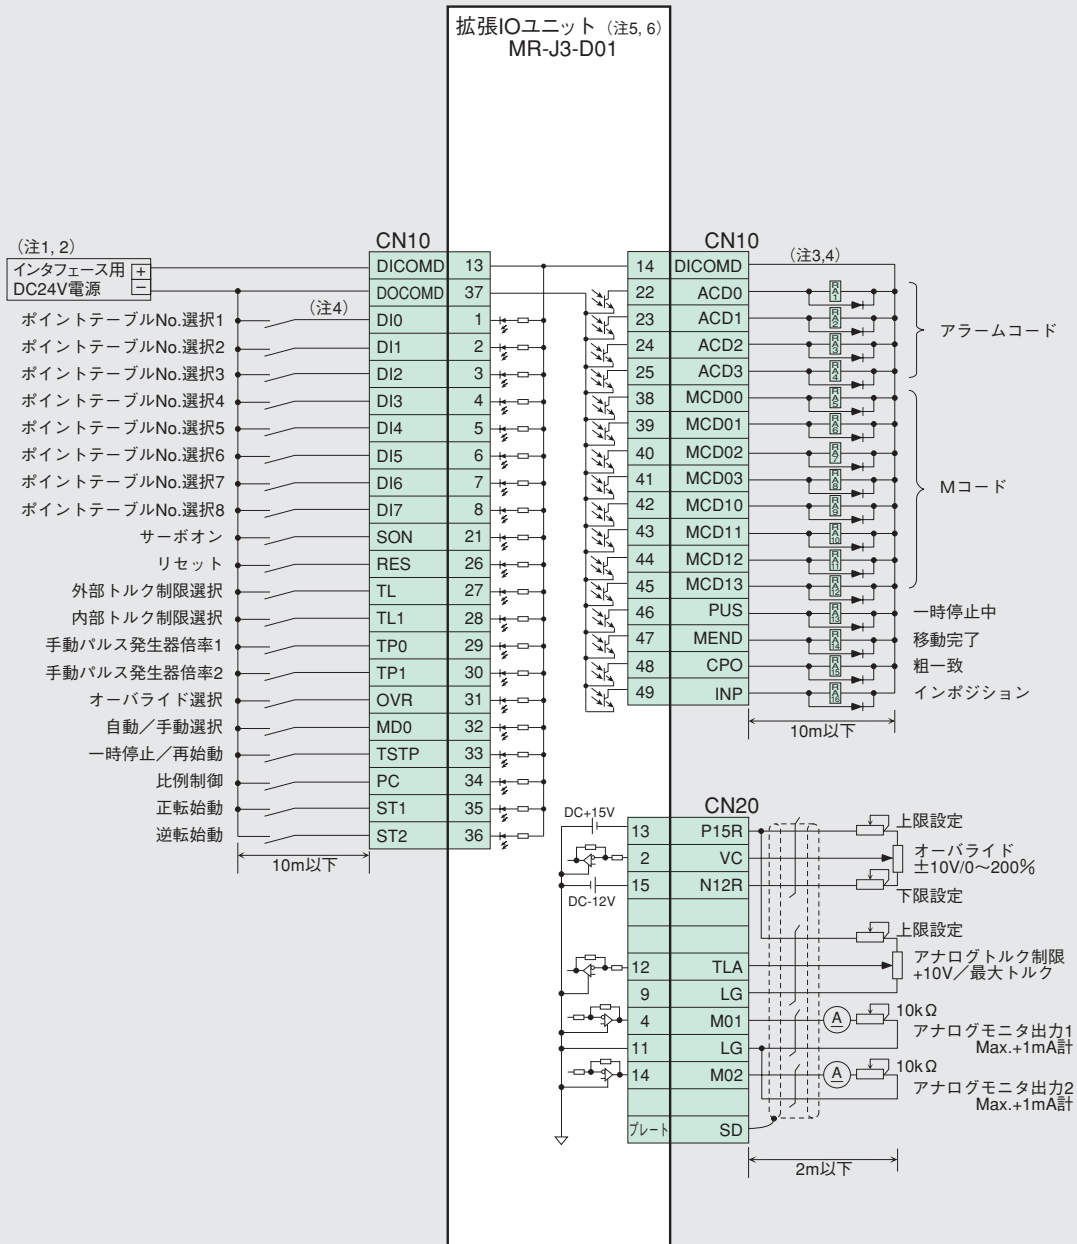 拡張IOユニット（注5, 6）
MR-J3-D01
（注1, 2）
インタフェース用 +
DC24V電源 −
CN10
DICOMD 13
DOCOMD 37
（注4）
ポイントテーブルNo.選択1 DI0 1
ポイントテーブルNo.選択2 DI1 2
ポイントテーブルNo.選択3 DI2 3
ポイントテーブルNo.選択4 DI3 4
ポイントテーブルNo.選択5 DI4 5
ポイントテーブルNo.選択6 DI5 6
ポイントテーブルNo.選択7 DI6 7
ポイントテーブルNo.選択8 DI7 8
サーボオン SON 21
リセット RES 26
外部トルク制限選択 TL 27
内部トルク制限選択 TL1 28
手動パルス発生器倍率1 TP0 29
手動パルス発生器倍率2 TP1 30
オーバライド選択 OVR 31
自動／手動選択 MD0 32
一時停止／再始動 TSTP 33
比例制御 PC 34
正転始動 ST1 35
逆転始動 ST2 36
10m以下
CN10
（注3,4）
14 DICOMD
22 ACD0 RA1
23 ACD1 RA2
24 ACD2 RA3
25 ACD3 RA4
アラームコード
38 MCD00 RA5
39 MCD01 RA6
40 MCD02 RA7
41 MCD03 RA8
42 MCD10 RA9
43 MCD11 RA10
44 MCD12 RA11
45 MCD13 RA12
Mコード
46 PUS RA13 一時停止中
47 MEND RA14 移動完了
48 CPO RA15 粗一致
49 INP RA16 インポジション
10m以下
CN20
DC+15V
13 P15R 上限設定
2 VC オーバライド
±10V/0〜200%
15 N12R
DC-12V
下限設定
上限設定
12 TLA アナログトルク制限
+10V／最大トルク
9 LG
4 M01 A 10kΩ
アナログモニタ出力1
Max.+1mA計
11 LG
14 M02 A 10kΩ
アナログモニタ出力2
Max.+1mA計
プレート SD
2m以下